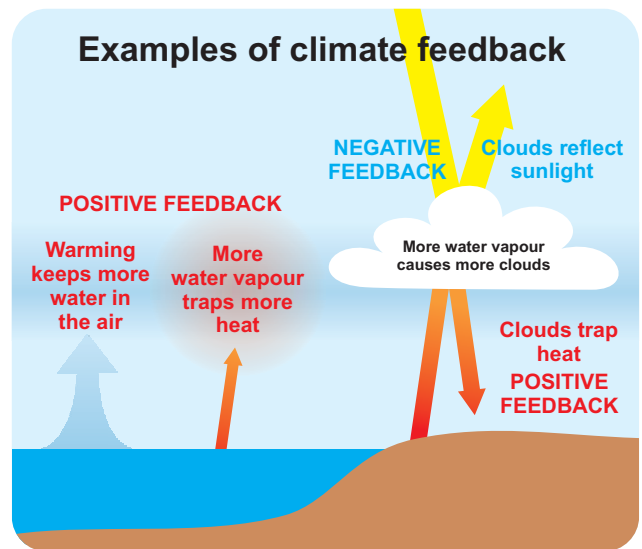 Examples of climate feedback
NEGATIVE
FEEDBACK
Clouds reflect
sunlight
POSITIVE FEEDBACK
Warming
keeps more
water in
the air
More
water vapour
traps more
heat
More water vapour
causes more clouds
Clouds trap
heat
POSITIVE
FEEDBACK